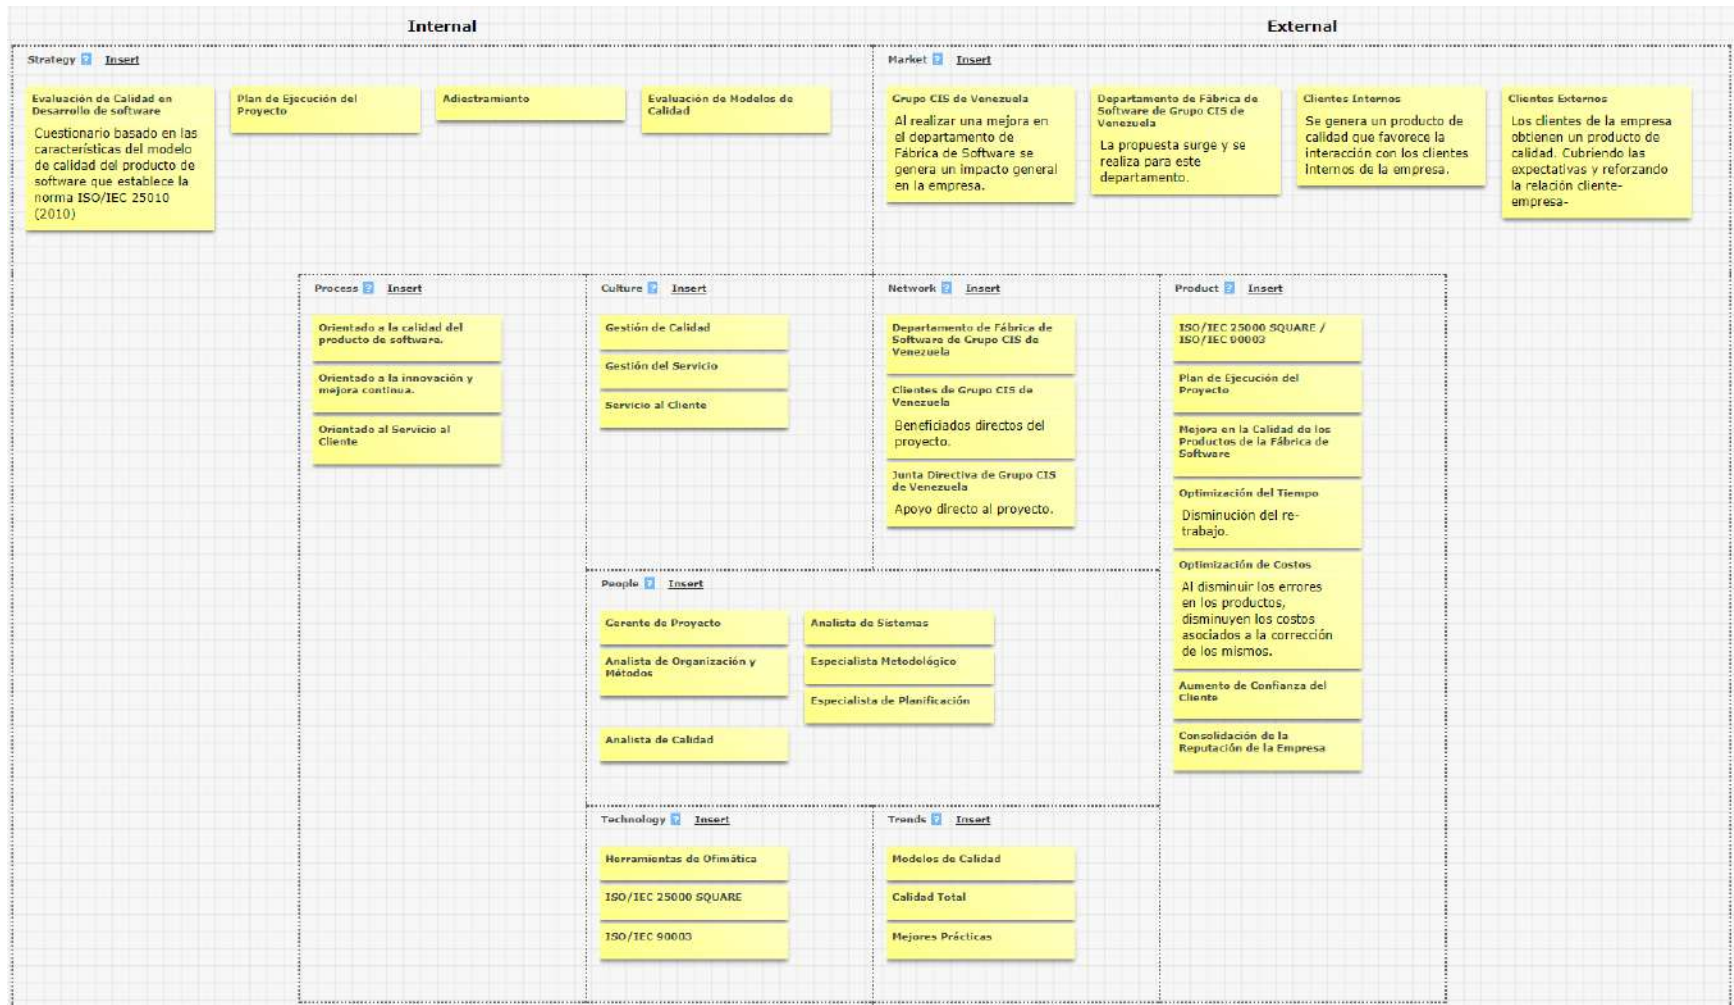 Internal
External
Strategy ? Insert
Evaluación de Calidad en
Desarrollo de software
Cuestionario basado en las
características del modelo
de calidad del producto de
software que establece la
norma ISO/IEC 25010
(2010)
Plan de Ejecución del
Proyecto
Adiestramiento
Evaluación de Modelos de
Calidad
Market ? Insert
Grupo CIS de Venezuela
Al realizar una mejora en
el departamento de
Fábrica de Software se
genera un impacto general
en la empresa.
Departamento de Fábrica de
Software de Grupo CIS de
Venezuela
La propuesta surge y se
realiza para este
departamento.
Clientes Internos
Se genera un producto de
calidad que favorece la
interacción con los clientes
internos de la empresa.
Clientes Externos
Los clientes de la empresa
obtienen un producto de
calidad. Cubriendo las
expectativas y reforzando
la relación cliente-
empresa-
Process ? Insert
Orientado a la calidad del
producto de software.
Orientado a la innovación y
mejora continua.
Orientado al Servicio al
Cliente
Culture ? Insert
Gestión de Calidad
Gestión del Servicio
Servicio al Cliente
Network ? Insert
Departamento de Fábrica de
Software de Grupo CIS de
Venezuela
Clientes de Grupo CIS de
Venezuela
Beneficiados directos del
proyecto.
Junta Directiva de Grupo CIS
de Venezuela
Apoyo directo al proyecto.
Product ? Insert
ISO/IEC 25000 SQUARE /
ISO/IEC 90003
Plan de Ejecución del
Proyecto
Mejora en la Calidad de los
Productos de la Fábrica de
Software
Optimización del Tiempo
Disminución del re-
trabajo.
Optimización de Costos
Al disminuir los errores
en los productos,
disminuyen los costos
asociados a la corrección
de los mismos.
Aumento de Confianza del
Cliente
Consolidación de la
Reputación de la Empresa
People ? Insert
Gerente de Proyecto
Analista de Organización y
Métodos
Analista de Calidad
Analista de Sistemas
Especialista Metodológico
Especialista de Planificación
Technology ? Insert
Herramientas de Ofimática
ISO/IEC 25000 SQUARE
ISO/IEC 90003
Trends ? Insert
Modelos de Calidad
Calidad Total
Mejores Prácticas